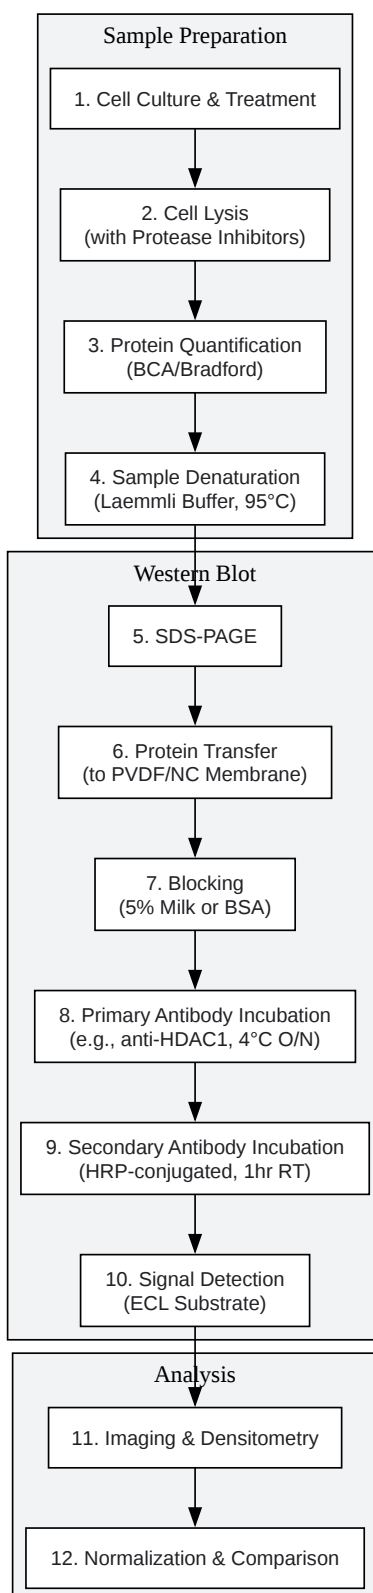 Sample Preparation
1. Cell Culture & Treatment
2. Cell Lysis
(with Protease Inhibitors)
3. Protein Quantification
(BCA/Bradford)
4. Sample Denaturation
(Laemmli Buffer, 95°C)
Western Blot
5. SDS-PAGE
6. Protein Transfer
(to PVDF/NC Membrane)
7. Blocking
(5% Milk or BSA)
8. Primary Antibody Incubation
(e.g., anti-HDAC1, 4°C O/N)
9. Secondary Antibody Incubation
(HRP-conjugated, 1hr RT)
10. Signal Detection
(ECL Substrate)
Analysis
11. Imaging & Densitometry
12. Normalization & Comparison